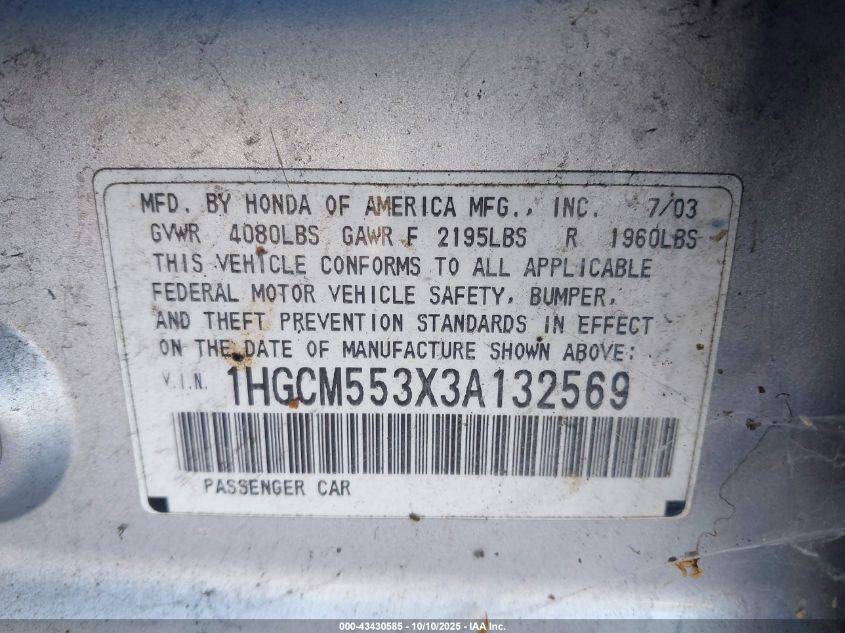 MFD. BY HONDA OF AMERICA MFG., INC. 7/03
GVWR 4080LBS GAWR F 2195LBS R 1960LBS
THIS VEHICLE CONFORMS TO ALL APPLICABLE
FEDERAL MOTOR VEHICLE SAFETY, BUMPER,
AND THEFT PREVENTION STANDARDS IN EFFECT
ON THE DATE OF MANUFACTURE SHOWN ABOVE:
V.I.N. 1HGCM553X3A132569
PASSENGER CAR
000-43430585 - 10/10/2025 - IAA Inc.